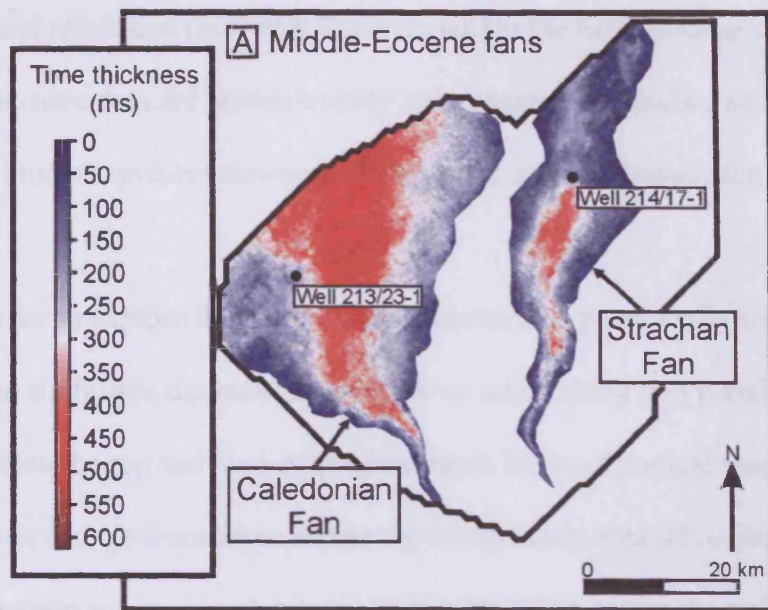 A Middle-Eocene fans
Time thickness
(ms)
0
50
100
150
200
250
300
350
400
450
500
550
600
Well 214/17-1
Well 213/23-1
Strachan
Fan
Caledonian
Fan
N
0 20 km